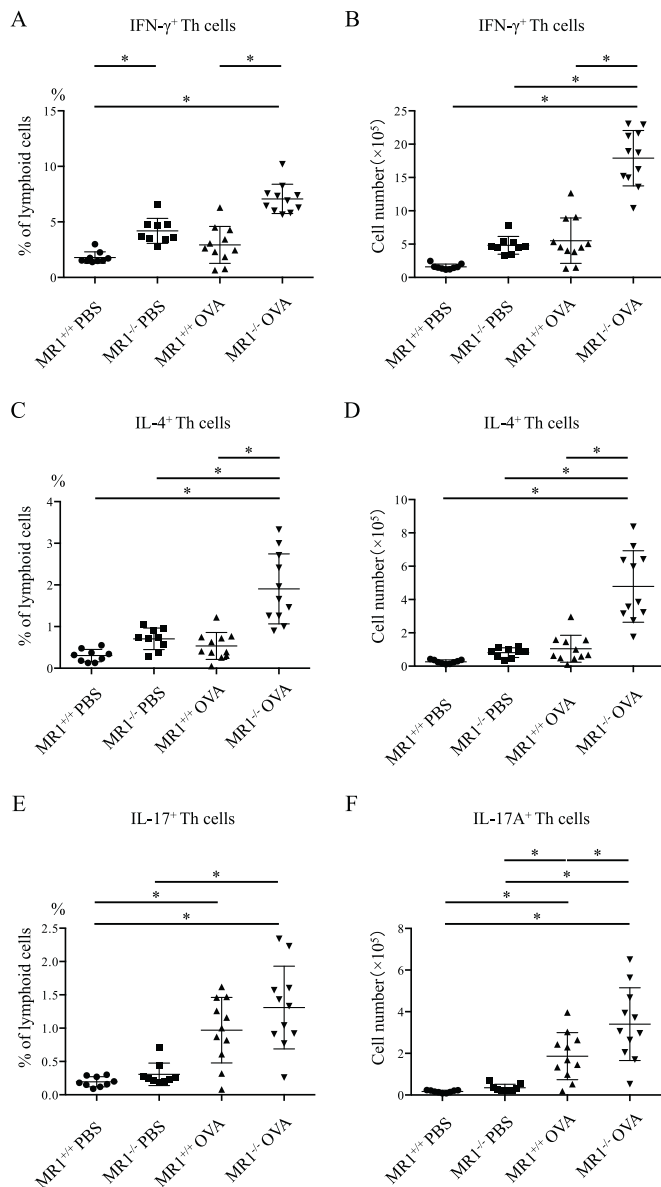 A
IFN-γ⁺ Th cells
*
*
*
%
% of lymphoid cells
15
10
5
0
MR1⁺/⁺ PBS
MR1⁻/⁻ PBS
MR1⁺/⁺ OVA
MR1⁻/⁻ OVA
B
IFN-γ⁺ Th cells
*
*
*
Cell number (×10⁵)
25
20
15
10
5
0
MR1⁺/⁺ PBS
MR1⁻/⁻ PBS
MR1⁺/⁺ OVA
MR1⁻/⁻ OVA
C
IL-4⁺ Th cells
*
*
*
%
% of lymphoid cells
4
3
2
1
0
MR1⁺/⁺ PBS
MR1⁻/⁻ PBS
MR1⁺/⁺ OVA
MR1⁻/⁻ OVA
D
IL-4⁺ Th cells
*
*
*
Cell number (×10⁵)
10
8
6
4
2
0
MR1⁺/⁺ PBS
MR1⁻/⁻ PBS
MR1⁺/⁺ OVA
MR1⁻/⁻ OVA
E
IL-17⁺ Th cells
*
*
*
%
% of lymphoid cells
2.5
2.0
1.5
1.0
0.5
0.0
MR1⁺/⁺ PBS
MR1⁻/⁻ PBS
MR1⁺/⁺ OVA
MR1⁻/⁻ OVA
F
IL-17A⁺ Th cells
*
*
*
*
*
Cell number (×10⁵)
8
6
4
2
0
MR1⁺/⁺ PBS
MR1⁻/⁻ PBS
MR1⁺/⁺ OVA
MR1⁻/⁻ OVA